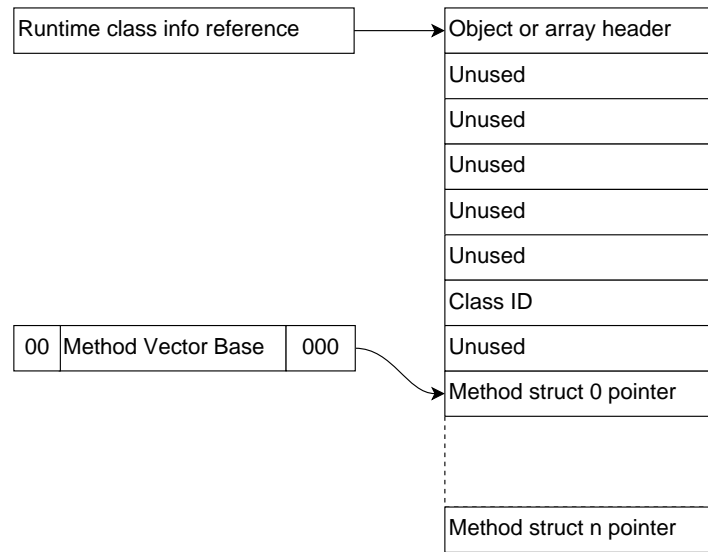 Runtime class info reference
Object or array header
Unused
Unused
Unused
Unused
Unused
Class ID
00 Method Vector Base 000
Unused
Method struct 0 pointer
Method struct n pointer